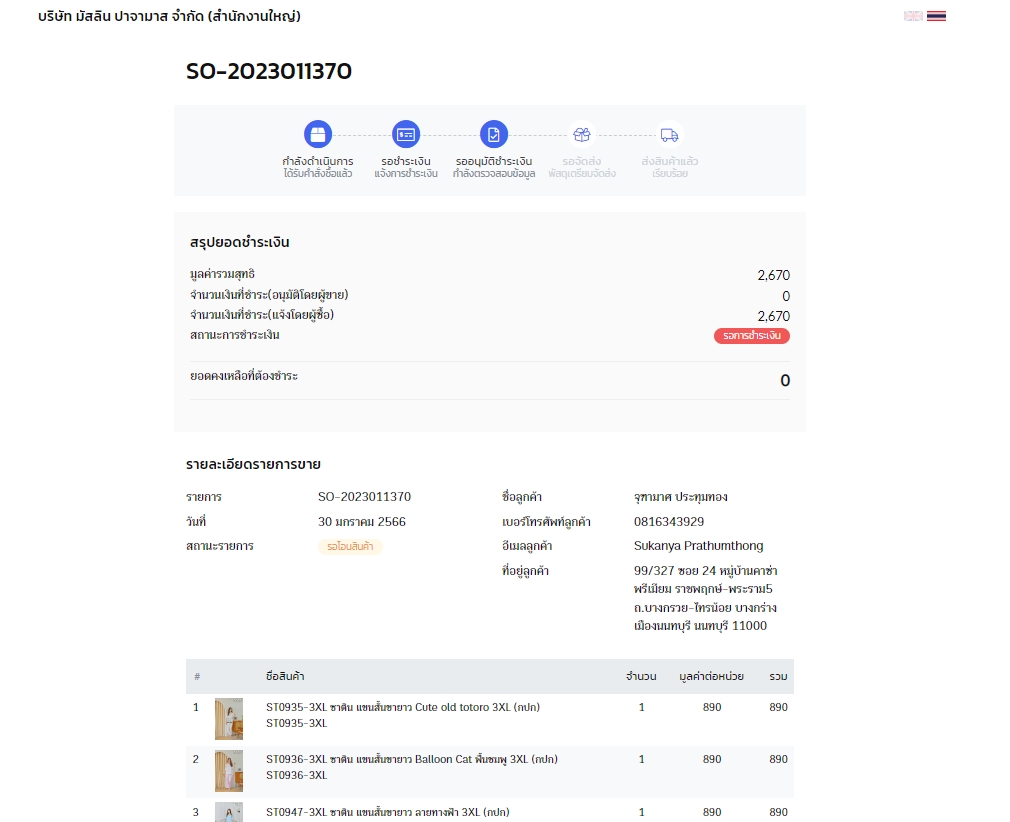 บริษัท มัสลิน ปาจามาส จำกัด (สำนักงานใหญ่)
SO-2023011370
กำลังดำเนินการ รอชำระเงิน รออนุมัติชำระเงิน รอจัดส่ง ส่งสินค้าแล้ว
ได้รับคำสั่งซื้อแล้ว แจ้งการชำระเงิน กำลังตรวจสอบข้อมูล พัสดุเตรียมจัดส่ง เรียบร้อย
สรุปยอดชำระเงิน
มูลค่ารวมสุทธิ 2,670
จำนวนเงินที่ชำระ(อนุมัติโดยผู้ขาย) 0
จำนวนเงินที่ชำระ(แจ้งโดยผู้ซื้อ) 2,670
สถานะการชำระเงิน รอการชำระเงิน
ยอดคงเหลือที่ต้องชำระ 0
รายละเอียดรายการขาย
รายการ SO-2023011370 ชื่อลูกค้า จุฑามาศ ประทุมทอง
วันที่ 30 มกราคม 2566 เบอร์โทรศัพท์ลูกค้า 0816343929
สถานะรายการ รอโอนสินค้า อีเมลลูกค้า Sukanya Prathumthong
ที่อยู่ลูกค้า 99/327 ซอย 24 หมู่บ้านคาซ่า
พรีเมียม ราชพฤกษ์-พระราม5
ถ.บางกรวย-ไทรน้อย บางกร่าง
เมืองนนทบุรี นนทบุรี 11000
# ชื่อสินค้า จำนวน มูลค่าต่อหน่วย รวม
1 ST0935-3XL ซาติน แขนสั้นขายาว Cute old totoro 3XL (กปก) 1 890 890
ST0935-3XL
2 ST0936-3XL ซาติน แขนสั้นขายาว Balloon Cat พื้นชมพู 3XL (กปก) 1 890 890
ST0936-3XL
3 ST0947-3XL ซาติน แขนสั้นขายาว ลายทางฟ้า 3XL (กปก) 1 890 890